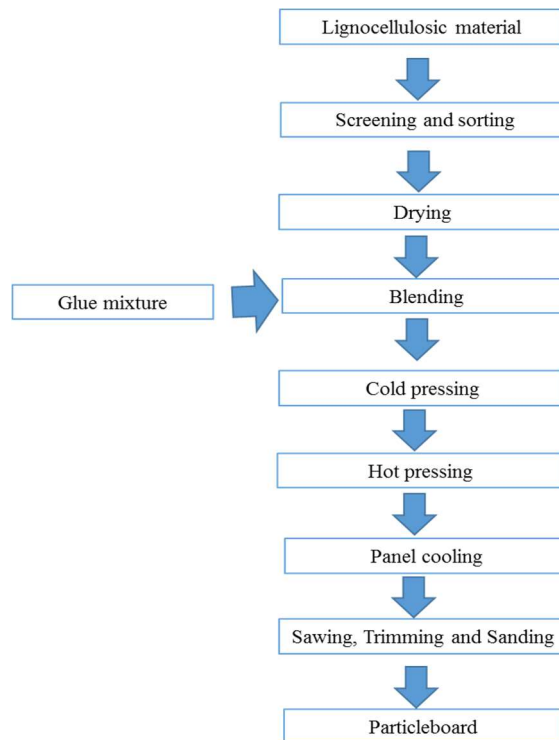 Lignocellulosic material
Screening and sorting
Drying
Glue mixture
Blending
Cold pressing
Hot pressing
Panel cooling
Sawing, Trimming and Sanding
Particleboard